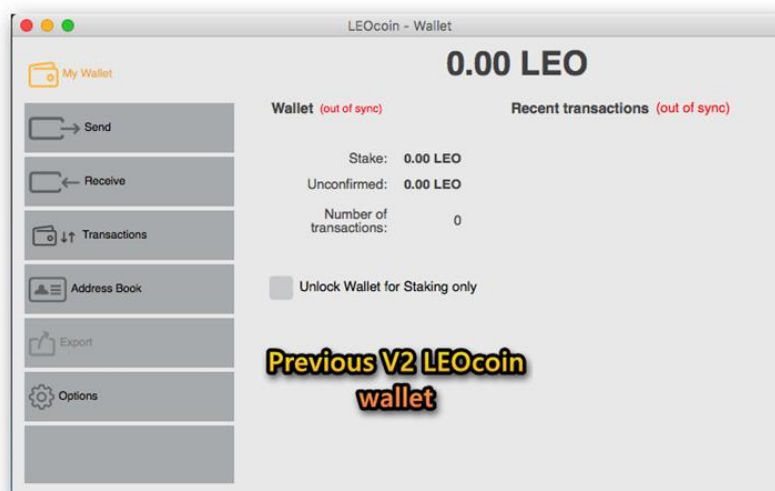 LEOcoin - Wallet
My Wallet
0.00 LEO
Wallet (out of sync)
Recent transactions (out of sync)
Send
Stake: 0.00 LEO
Receive
Unconfirmed: 0.00 LEO
Number of
transactions: 0
Transactions
Address Book
Unlock Wallet for Staking only
Export
Previous V2 LEOcoin
wallet
Options